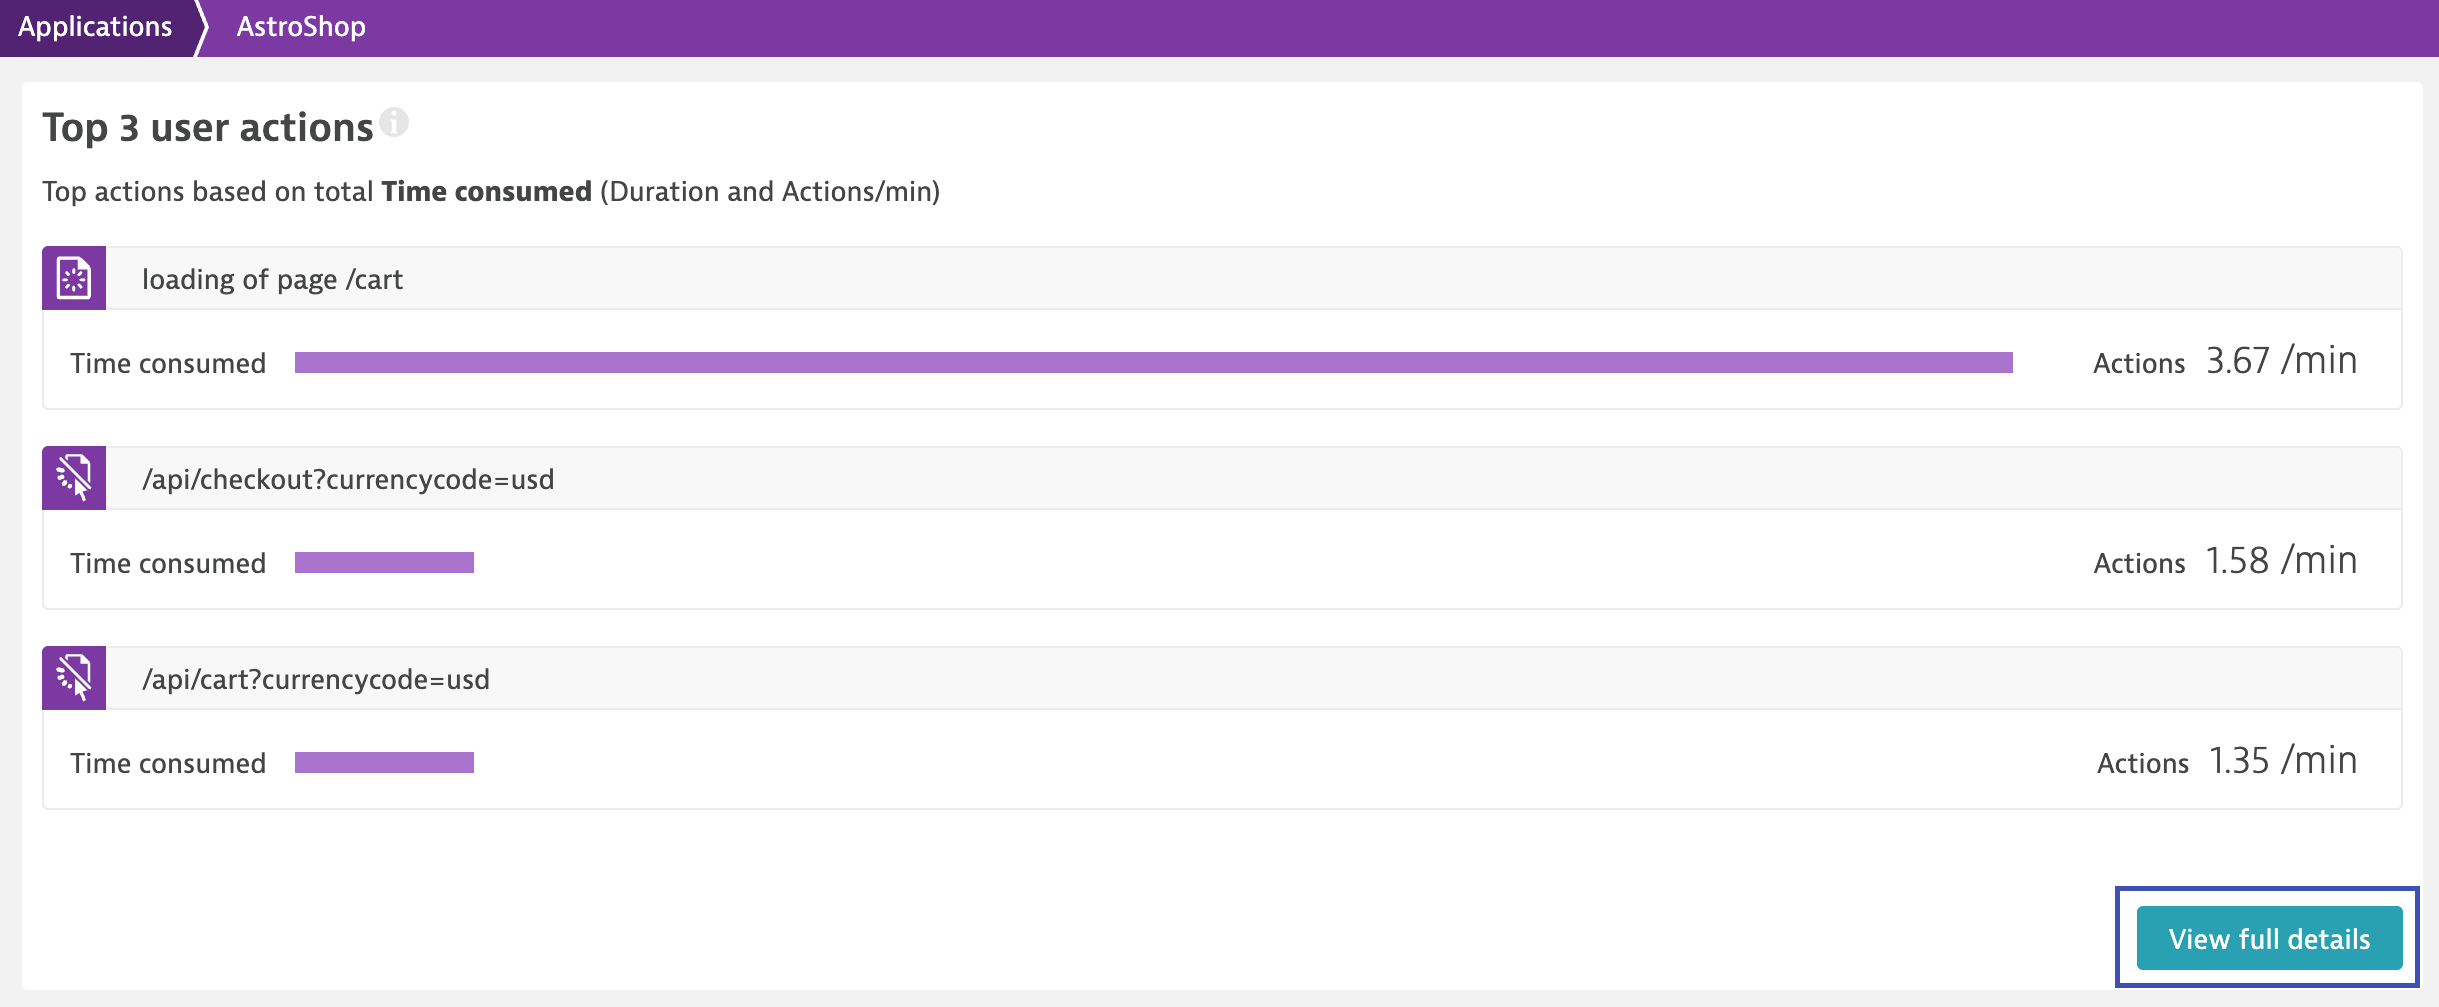 Applications AstroShop
Top 3 user actions
Top actions based on total Time consumed (Duration and Actions/min)
loading of page /cart
Time consumed Actions 3.67 /min
/api/checkout?currencycode=usd
Time consumed Actions 1.58 /min
/api/cart?currencycode=usd
Time consumed Actions 1.35 /min
View full details